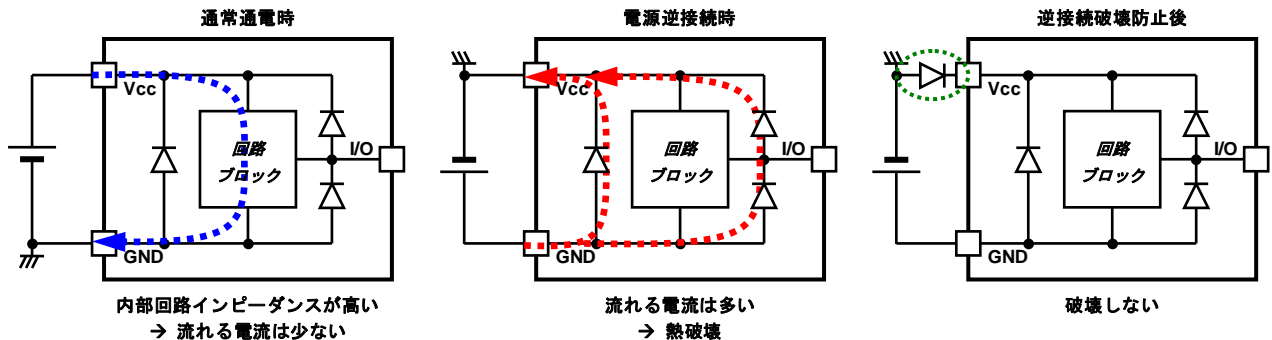 通常通電時
Vcc
回路
ブロック
I/O
GND
内部回路インピーダンスが高い
→ 流れる電流は少ない
電源逆接続時
Vcc
回路
ブロック
I/O
GND
流れる電流は多い
→ 熱破壊
逆接続破壊防止後
Vcc
回路
ブロック
I/O
GND
破壊しない